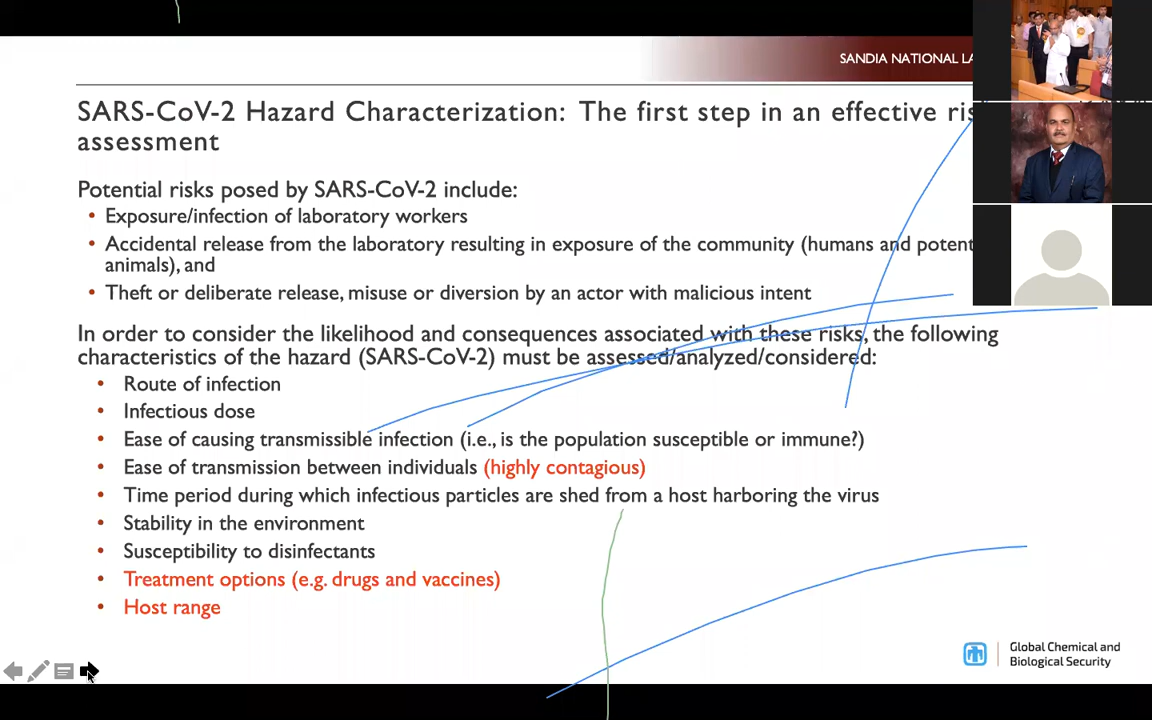 SANDIA NATIONAL LA
SARS-CoV-2 Hazard Characterization: The first step in an effective ris
assessment
Potential risks posed by SARS-CoV-2 include:
• Exposure/infection of laboratory workers
• Accidental release from the laboratory resulting in exposure of the community (humans and potent
animals), and
• Theft or deliberate release, misuse or diversion by an actor with malicious intent
In order to consider the likelihood and consequences associated with these risks, the following
characteristics of the hazard (SARS-CoV-2) must be assessed/analyzed/considered:
• Route of infection
• Infectious dose
• Ease of causing transmissible infection (i.e., is the population susceptible or immune?)
• Ease of transmission between individuals (highly contagious)
• Time period during which infectious particles are shed from a host harboring the virus
• Stability in the environment
• Susceptibility to disinfectants
• Treatment options (e.g. drugs and vaccines)
• Host range
Global Chemical and
Biological Security